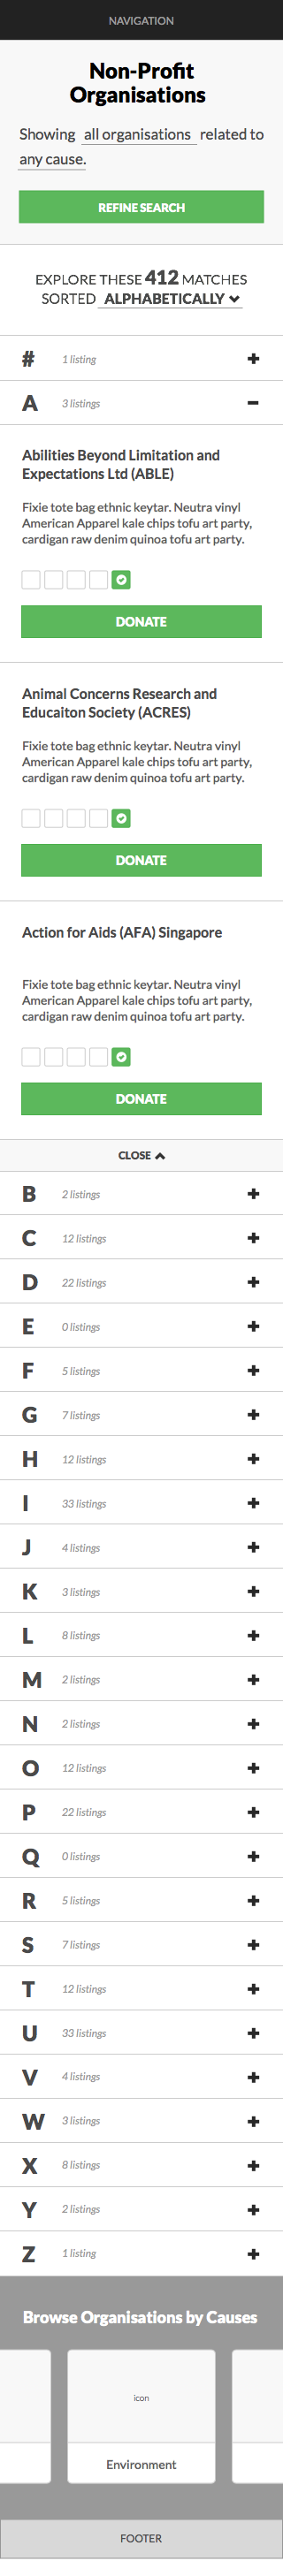 NAVIGATION
Non-Profit
Organisations
Showing all organisations related to
any cause.
REFINE SEARCH
EXPLORE THESE 412 MATCHES
SORTED ALPHABETICALLY
# 1 listing
A 3 listings
Abilities Beyond Limitation and
Expectations Ltd (ABLE)
Fixie tote bag ethnic keytar. Neutra vinyl
American Apparel kale chips tofu art party,
cardigan raw denim quinoa tofu art party.
DONATE
Animal Concerns Research and
Educaiton Society (ACRES)
Fixie tote bag ethnic keytar. Neutra vinyl
American Apparel kale chips tofu art party,
cardigan raw denim quinoa tofu art party.
DONATE
Action for Aids (AFA) Singapore
Fixie tote bag ethnic keytar. Neutra vinyl
American Apparel kale chips tofu art party,
cardigan raw denim quinoa tofu art party.
DONATE
CLOSE
B 2 listings
C 12 listings
D 22 listings
E 0 listings
F 5 listings
G 7 listings
H 12 listings
I 33 listings
J 4 listings
K 3 listings
L 8 listings
M 2 listings
N 2 listings
O 12 listings
P 22 listings
Q 0 listings
R 5 listings
S 7 listings
T 12 listings
U 33 listings
V 4 listings
W 3 listings
X 8 listings
Y 2 listings
Z 1 listing
Browse Organisations by Causes
icon
Environment
FOOTER